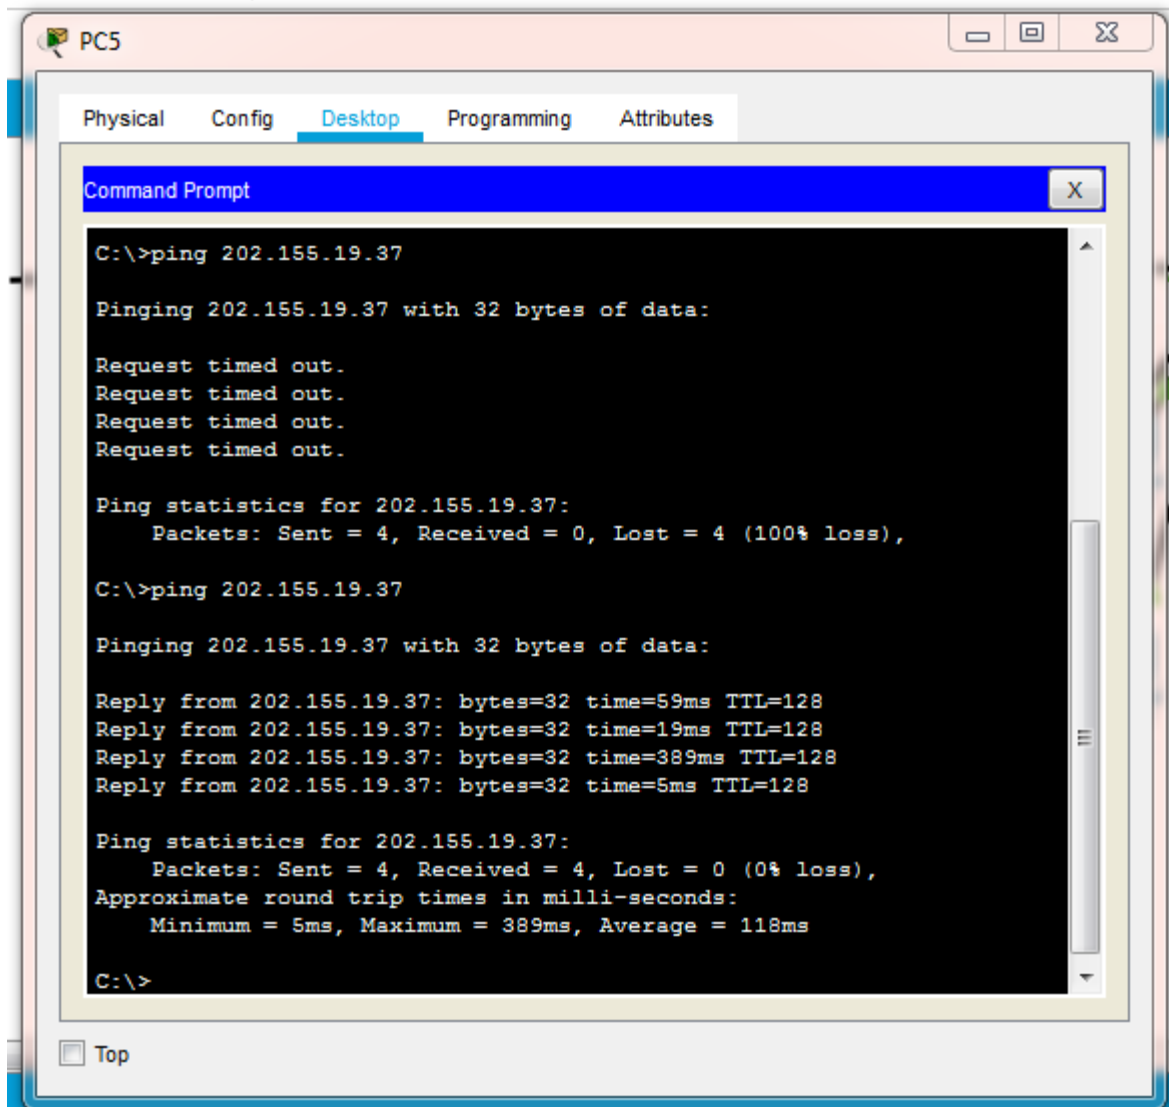 PC5
Physical Config Desktop Programming Attributes
Command Prompt X
C:\>ping 202.155.19.37
Pinging 202.155.19.37 with 32 bytes of data:
Request timed out.
Request timed out.
Request timed out.
Request timed out.
Ping statistics for 202.155.19.37:
Packets: Sent = 4, Received = 0, Lost = 4 (100% loss),
C:\>ping 202.155.19.37
Pinging 202.155.19.37 with 32 bytes of data:
Reply from 202.155.19.37: bytes=32 time=59ms TTL=128
Reply from 202.155.19.37: bytes=32 time=19ms TTL=128
Reply from 202.155.19.37: bytes=32 time=389ms TTL=128
Reply from 202.155.19.37: bytes=32 time=5ms TTL=128
Ping statistics for 202.155.19.37:
Packets: Sent = 4, Received = 4, Lost = 0 (0% loss),
Approximate round trip times in milli-seconds:
Minimum = 5ms, Maximum = 389ms, Average = 118ms
C:\>
Top